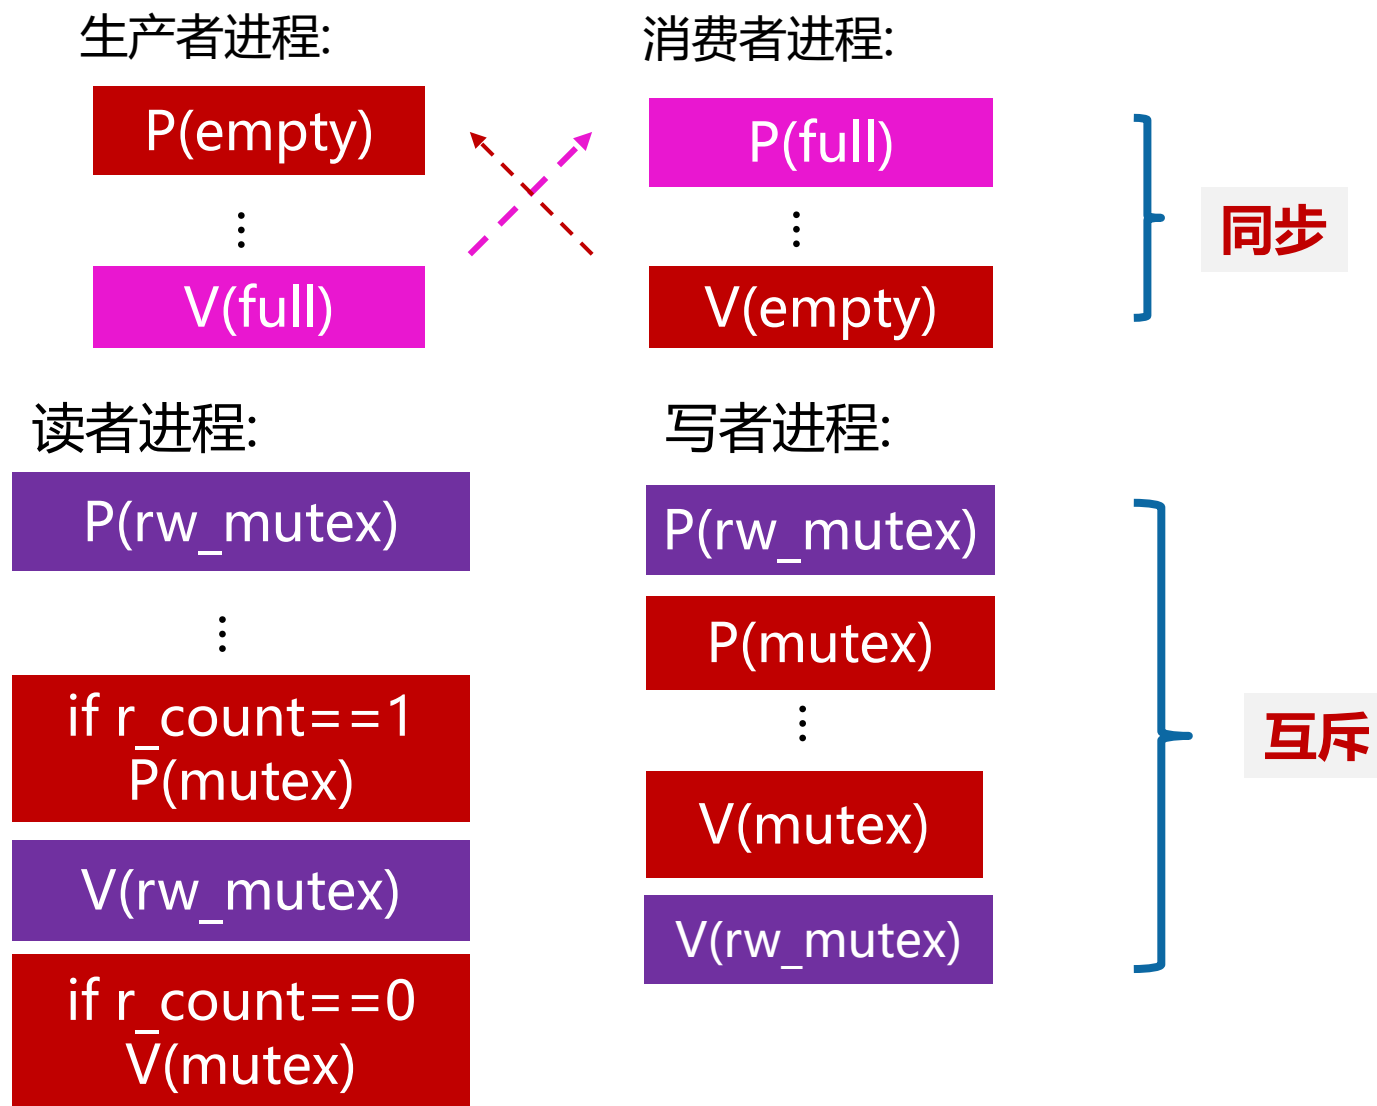 生产者进程:
P(empty)
⋮
V(full)
消费者进程:
P(full)
⋮
V(empty)
同步
读者进程:
P(rw_mutex)
⋮
if r_count==1
P(mutex)
V(rw_mutex)
if r_count==0
V(mutex)
写者进程:
P(rw_mutex)
P(mutex)
⋮
V(mutex)
V(rw_mutex)
互斥